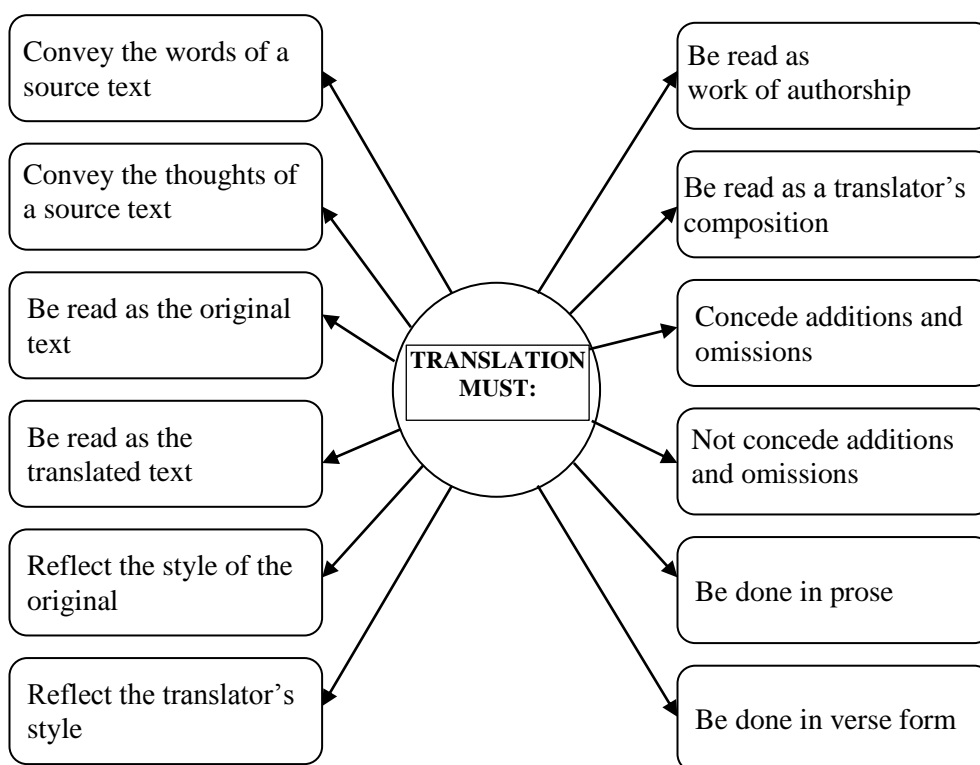 Convey the words of a
source text
Convey the thoughts of
a source text
Be read as the original
text
Be read as the
translated text
Reflect the style of the
original
Reflect the translator’s
style
TRANSLATION
MUST:
Be read as
work of authorship
Be read as a translator’s
composition
Concede additions and
omissions
Not concede additions
and omissions
Be done in prose
Be done in verse form